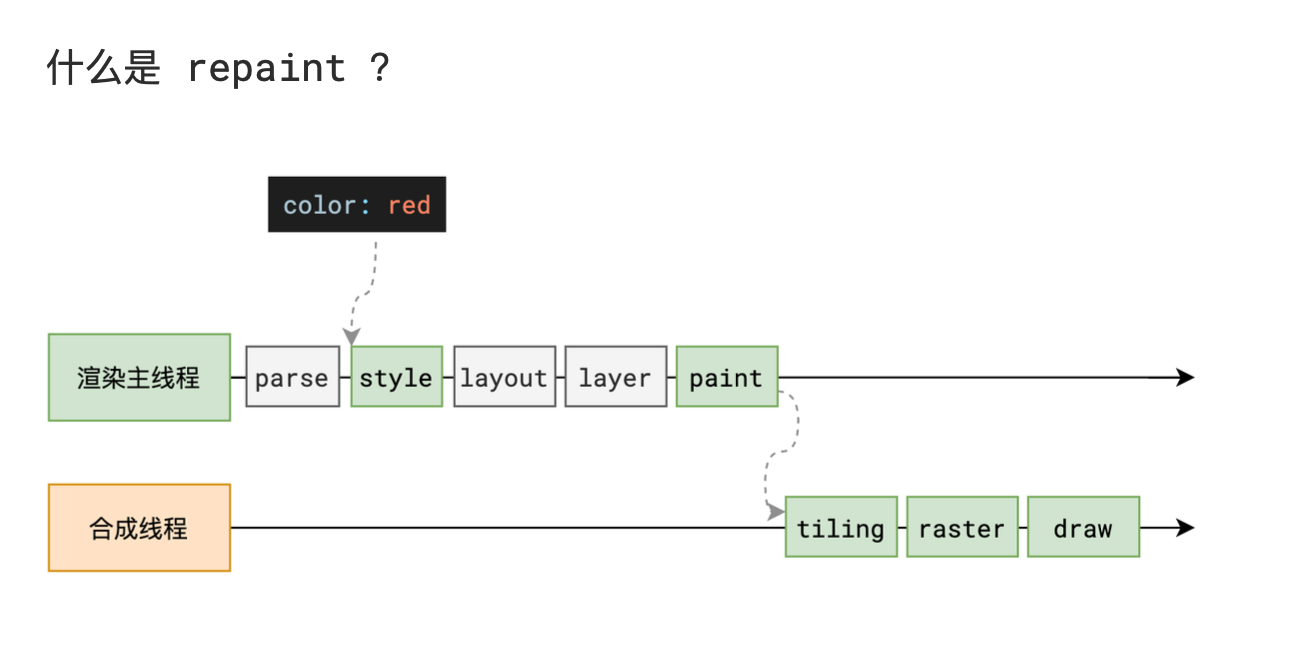 什么是 repaint ?
color: red
渲染主线程
parse
style
layout
layer
paint
合成线程
tiling
raster
draw